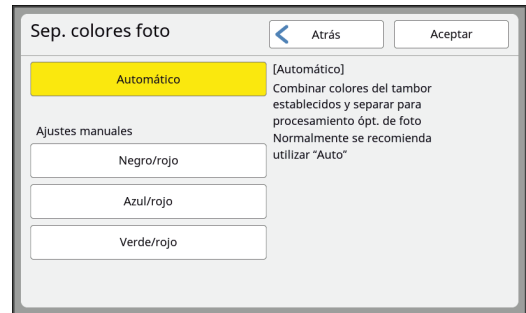 Sep. colores foto
Atrás
Aceptar
Automático
Ajustes manuales
Negro/rojo
Azul/rojo
Verde/rojo
[Automático]
Combinar colores del tambor
establecidos y separar para
procesamiento ópt. de foto
Normalmente se recomienda
utilizar “Auto”